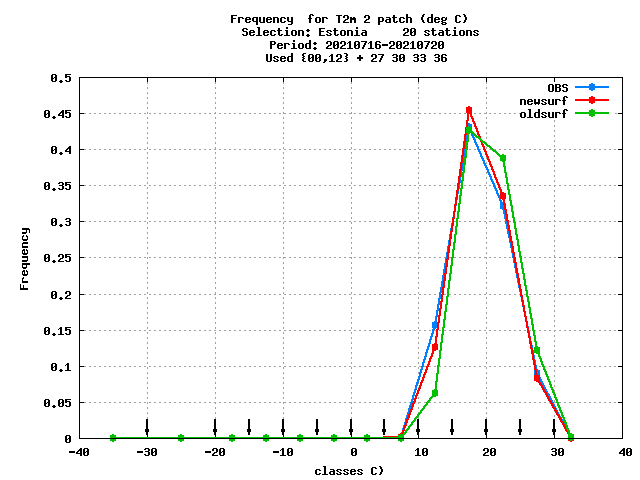 Frequency  for T2m 2 patch (deg C)
Selection: Estonia     20 stations
Period: 20210716-20210720
Used {00,12} + 27 30 33 36
0.5
0.45
0.4
0.35
0.3
0.25
0.2
0.15
0.1
0.05
0
Frequency
OBS
newsurf
oldsurf
-40 -30 -20 -10 0 10 20 30 40
classes C)